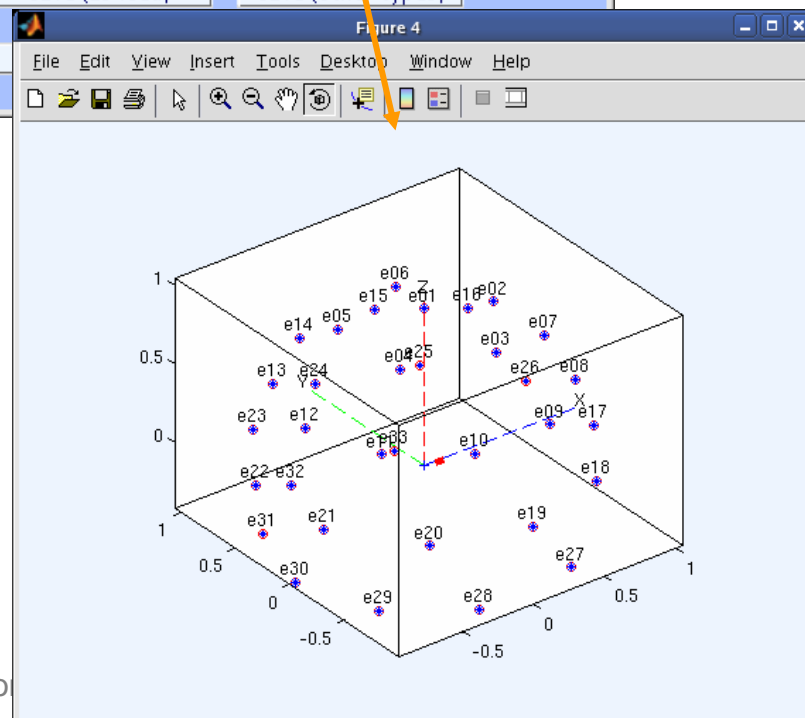 Figure 4
File Edit View Insert Tools Desktop Window Help
e06
Z
e15 e01 e16 e02
1
e14 e05 e07
e03
0.5
e04 e25
e13 e24 e26 e08
Y
X
e23 e12 e09 e17
0
e33
e10
e22 e32 e18
e31 e21 e19
1
e20
0.5
e30 e27
0
e29 e28
1
0.5
-0.5
0
-0.5